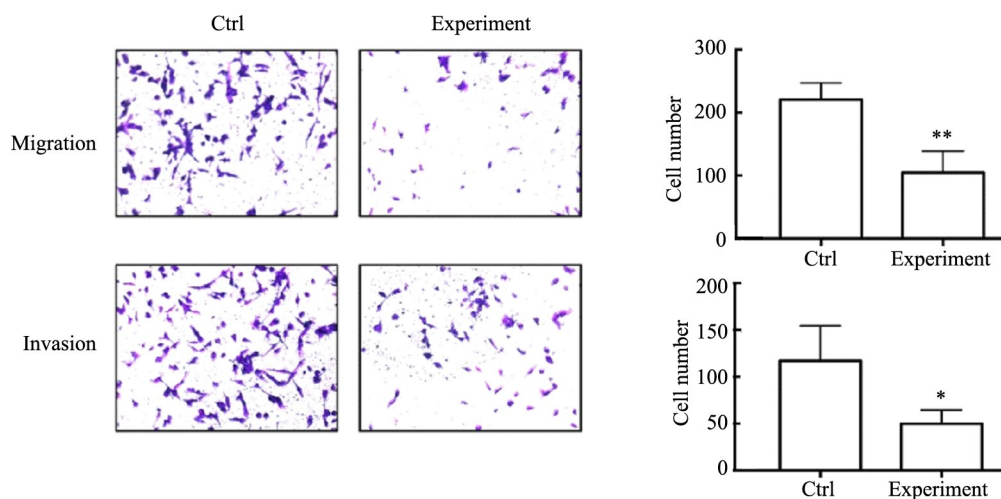 Ctrl
Experiment
Migration
Invasion
300
200
100
0
Cell number
**
Ctrl
Experiment
200
150
100
50
0
Cell number
*
Ctrl
Experiment